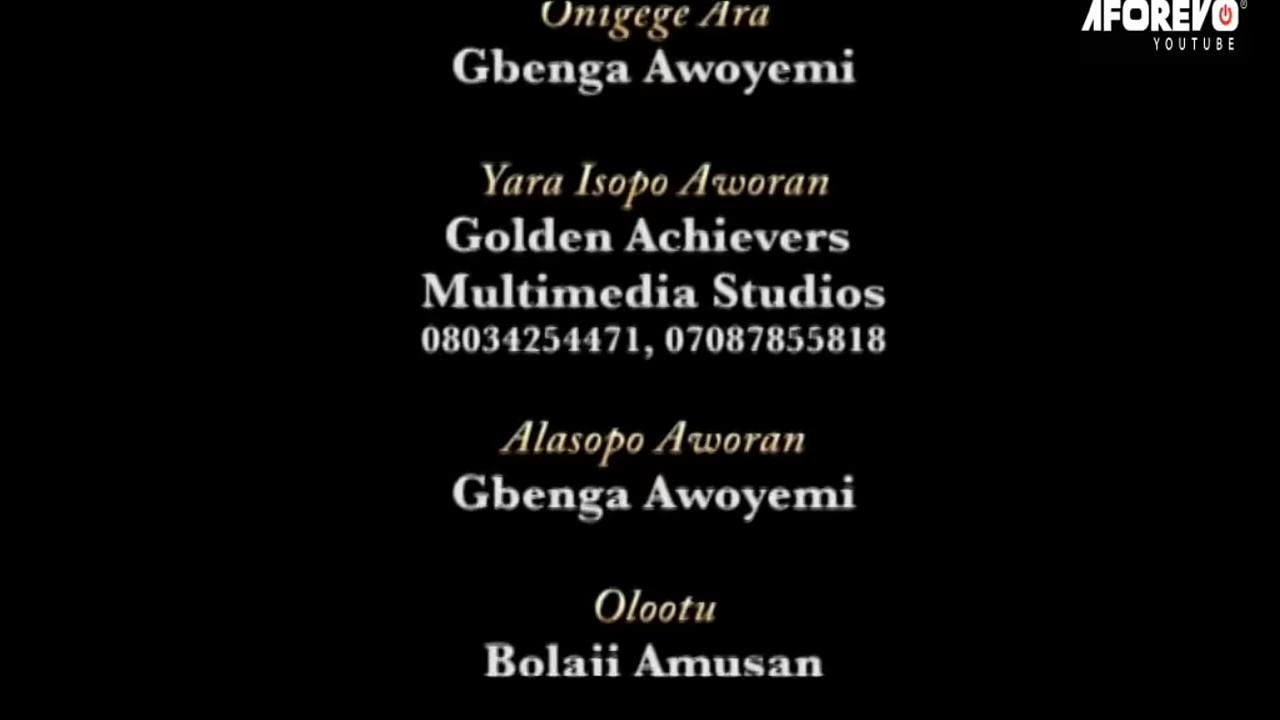 Onigege Ara
AFOREVO
YOUTUBE
Gbenga Awoyemi
Yara Isopo Aworan
Golden Achievers
Multimedia Studios
08034254471, 07087855818
Alasopo Aworan
Gbenga Awoyemi
Olootu
Bolaji Amusan